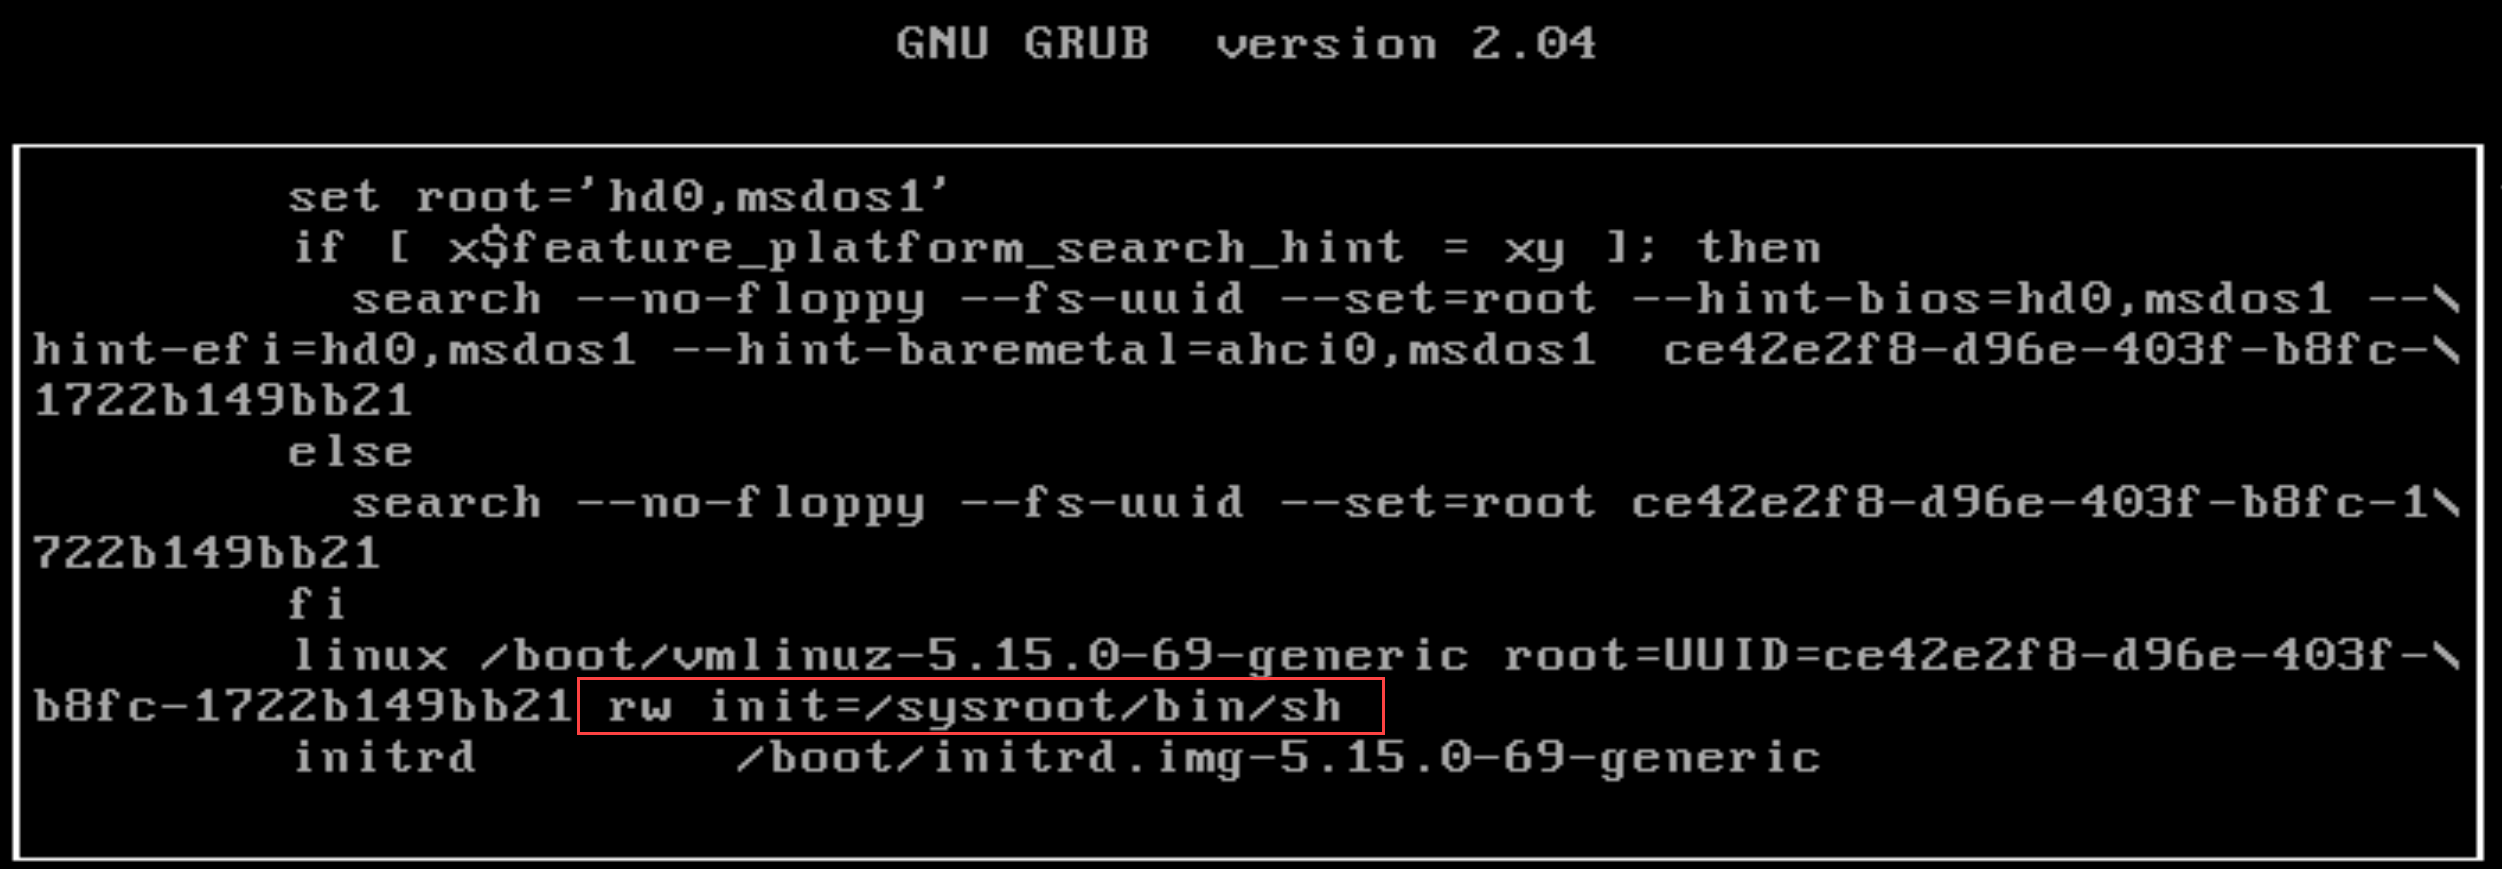 GNU GRUB  version 2.04
set root='hd0,msdos1'
if [ x$feature_platform_search_hint = xy ]; then
search --no-floppy --fs-uuid --set=root --hint-bios=hd0,msdos1 --\
hint-efi=hd0,msdos1 --hint-baremetal=ahci0,msdos1  ce42e2f8-d96e-403f-b8fc-\
1722b149bb21
else
search --no-floppy --fs-uuid --set=root ce42e2f8-d96e-403f-b8fc-1\
722b149bb21
fi
linux /boot/vmlinuz-5.15.0-69-generic root=UUID=ce42e2f8-d96e-403f-\
b8fc-1722b149bb21 rw init=/sysroot/bin/sh
initrd        /boot/initrd.img-5.15.0-69-generic